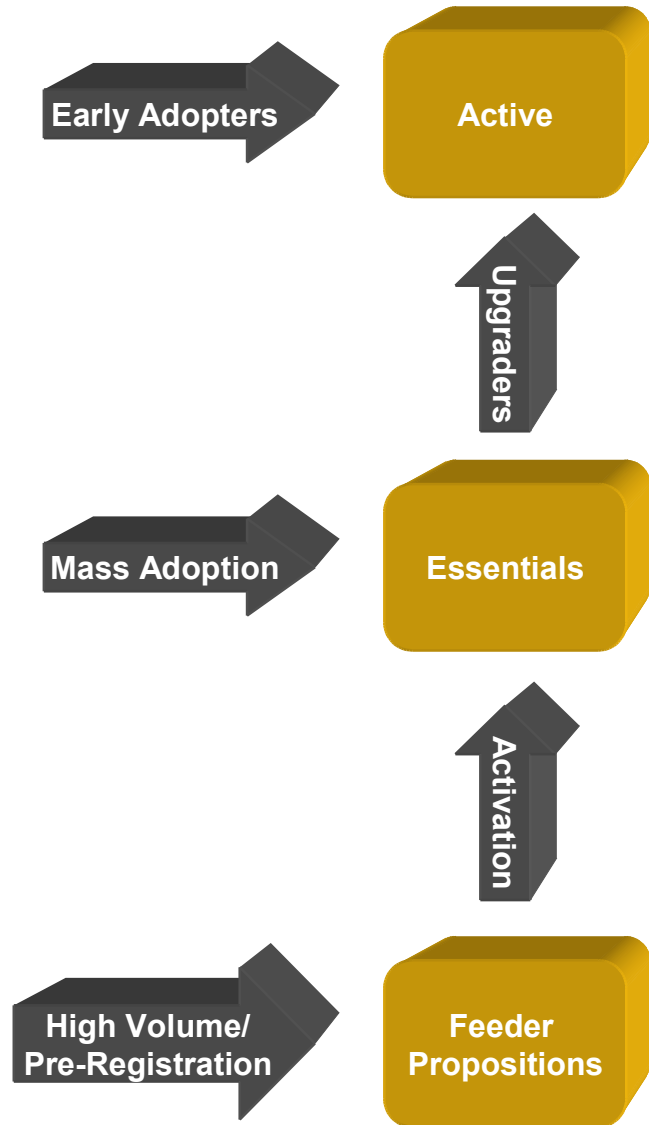 Early Adopters
Active
Upgraders
Mass Adoption
Essentials
Activation
High Volume/
Pre-Registration
Feeder
Propositions